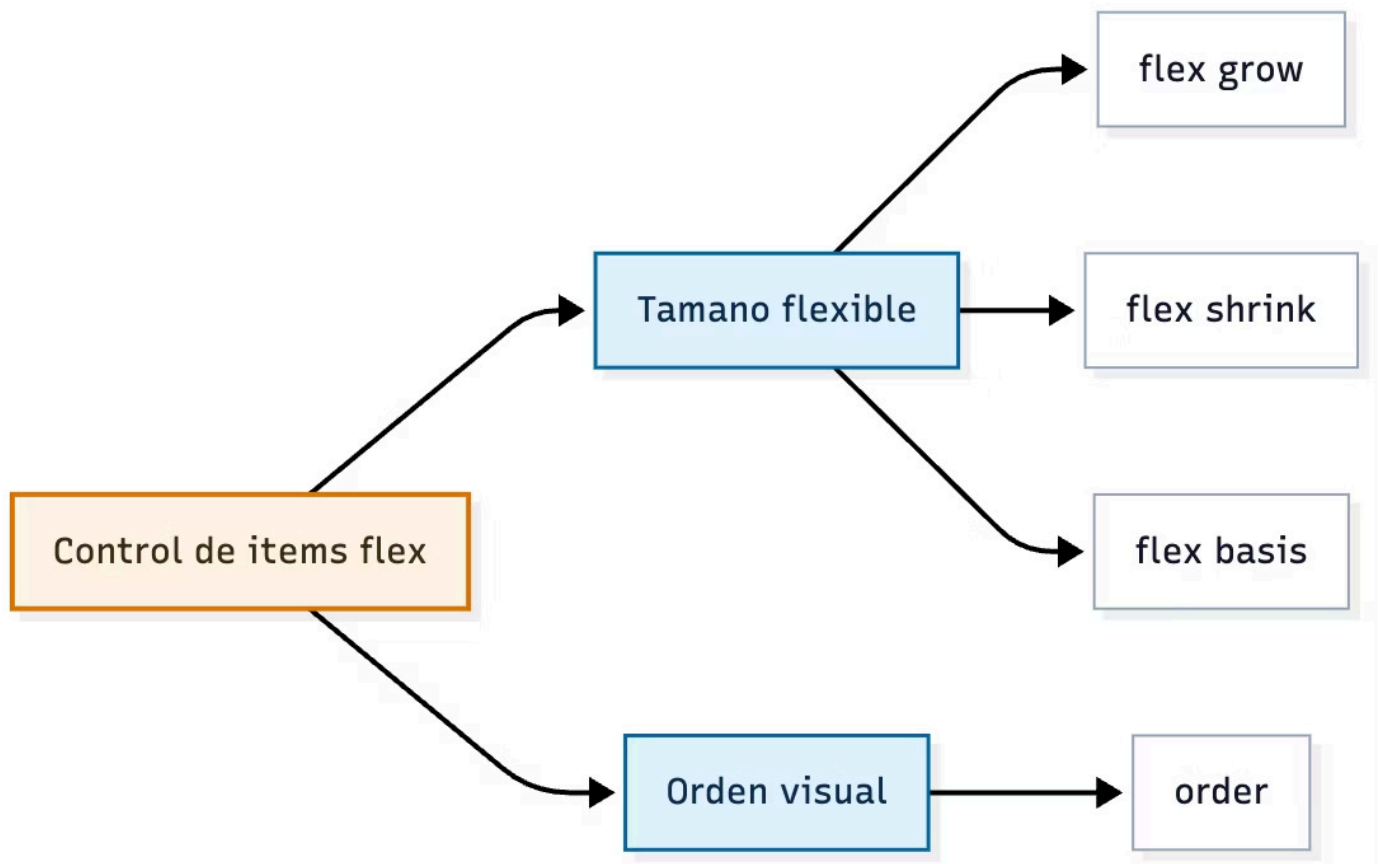 flex grow
Tamano flexible
flex shrink
Control de items flex
flex basis
Orden visual
order